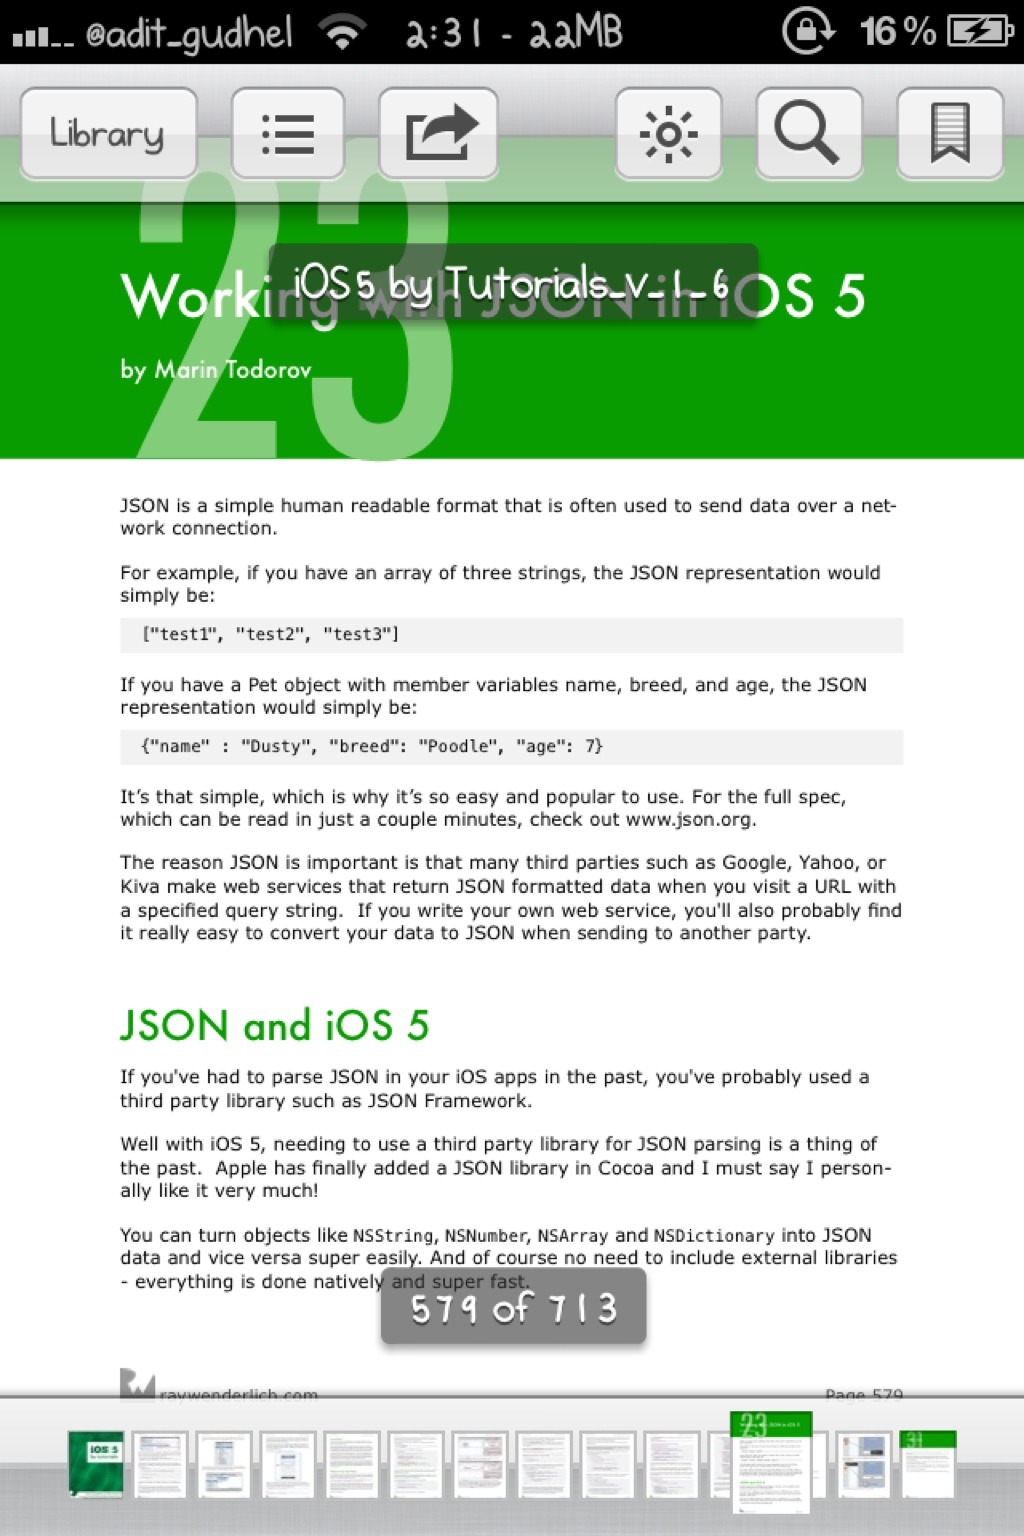 @adit_gudhel 2:31 - 22MB 16%
Library
23
iOS 5 by Tutorials_v_1_6
Working with JSON in iOS 5
by Marin Todorov
JSON is a simple human readable format that is often used to send data over a net-
work connection.
For example, if you have an array of three strings, the JSON representation would
simply be:
["test1", "test2", "test3"]
If you have a Pet object with member variables name, breed, and age, the JSON
representation would simply be:
{"name" : "Dusty", "breed": "Poodle", "age": 7}
It’s that simple, which is why it’s so easy and popular to use. For the full spec,
which can be read in just a couple minutes, check out www.json.org.
The reason JSON is important is that many third parties such as Google, Yahoo, or
Kiva make web services that return JSON formatted data when you visit a URL with
a specified query string.  If you write your own web service, you'll also probably find
it really easy to convert your data to JSON when sending to another party.
JSON and iOS 5
If you've had to parse JSON in your iOS apps in the past, you've probably used a
third party library such as JSON Framework.
Well with iOS 5, needing to use a third party library for JSON parsing is a thing of
the past.  Apple has finally added a JSON library in Cocoa and I must say I person-
ally like it very much!
You can turn objects like NSString, NSNumber, NSArray and NSDictionary into JSON
data and vice versa super easily. And of course no need to include external libraries
- everything is done natively and super fast.
579 of 713
raywenderlich.com Page 579
iOS 5
by tutorials
23
Working with JSON in iOS 5
31